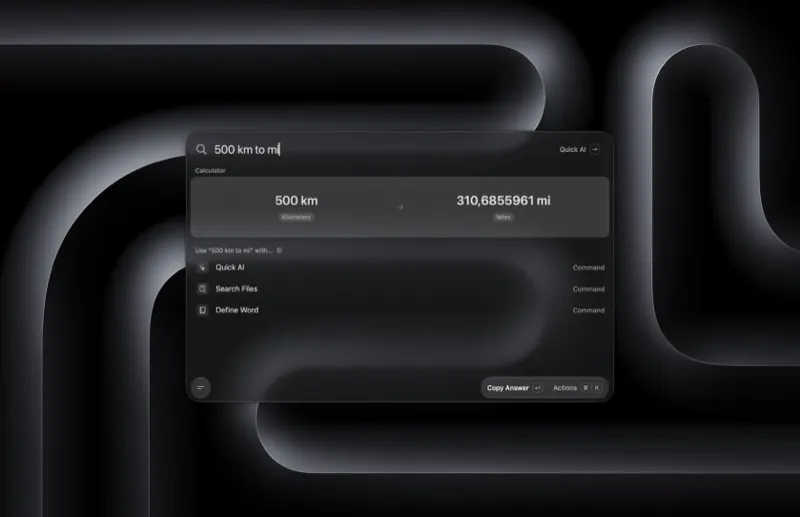 500 km to mi
Quick AI
Calculator
500 km
310,6855961 mi
Kilometers
Miles
Use "500 km to mi" with...
Quick AI
Command
Search Files
Command
Define Word
Command
Copy Answer
Actions
⌘ K